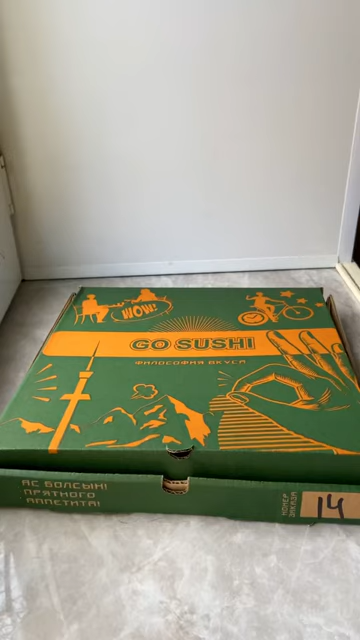 WOW!
GO SUSHI
ФИЛОСОФИЯ ВКУСА
АС БОЛСЫН!
ПРИЯТНОГО
АППЕТИТА!
НОМЕР
ЗАКАЗА
14